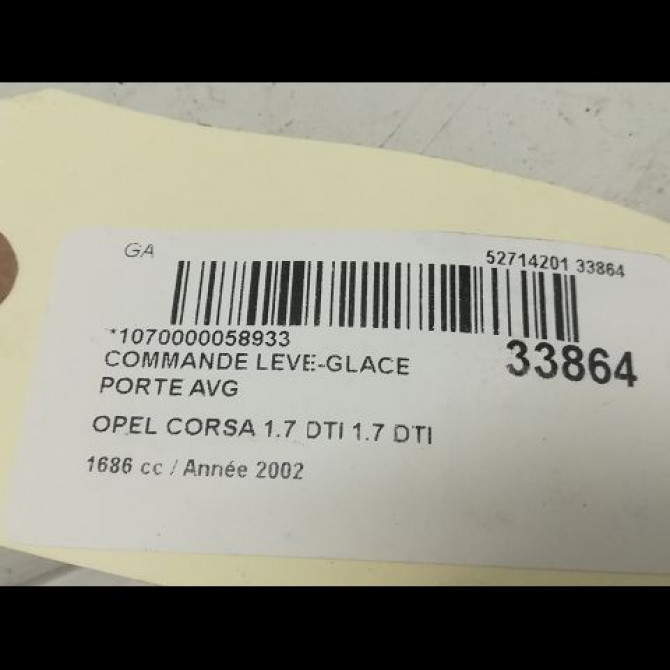 GA
52714201 33864
*1070000058933
33864
COMMANDE LEVE-GLACE
PORTE AVG
OPEL CORSA 1.7 DTI 1.7 DTI
1686 cc / Année 2002